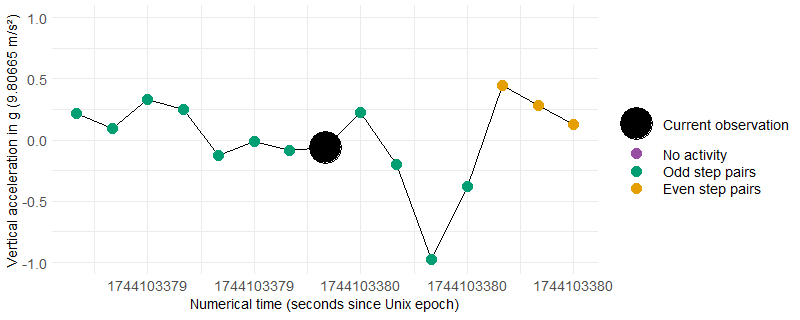 Vertical acceleration in g (9.80665 m/s²)
1.0
0.5
0.0
-0.5
-1.0
1744103379 1744103379 1744103380 1744103380 1744103380
Numerical time (seconds since Unix epoch)
Current observation
No activity
Odd step pairs
Even step pairs